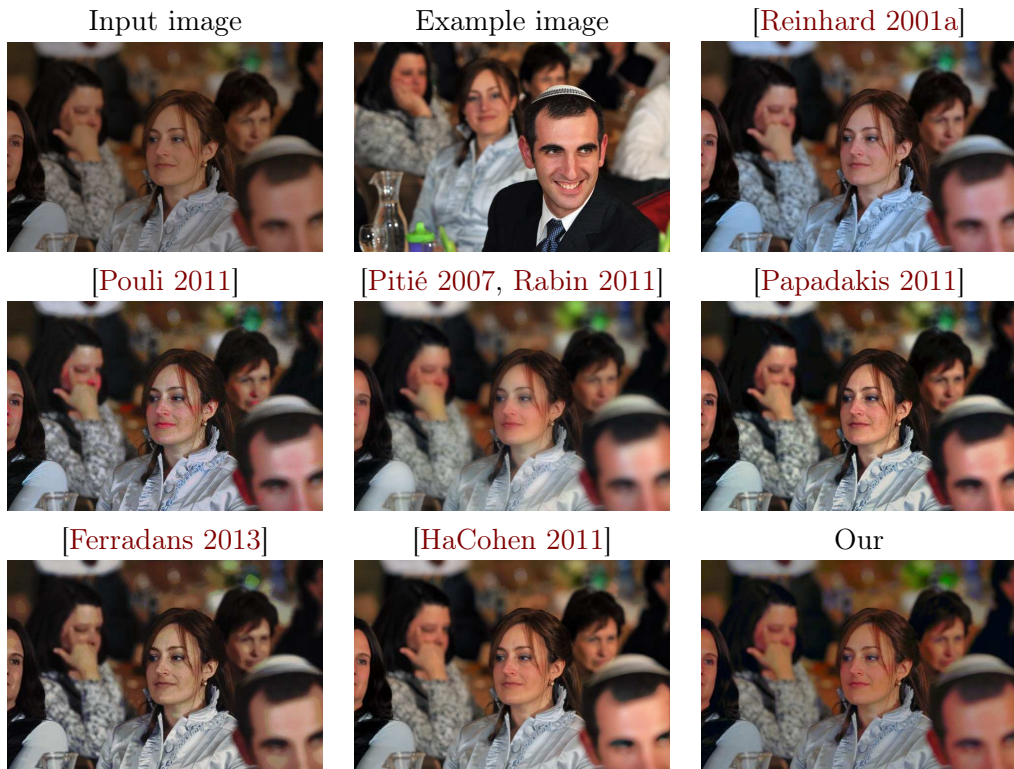 Input image
Example image
[Reinhard 2001a]
[Pouli 2011]
[Pitié 2007, Rabin 2011]
[Papadakis 2011]
[Ferradans 2013]
[HaCohen 2011]
Our